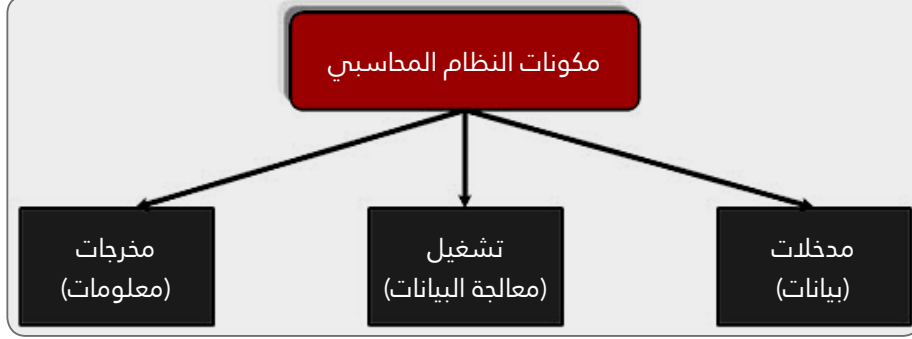 مكونات النظام المحاسبي
مدخلات
(بيانات)
تشغيل
(معالجة البيانات)
مخرجات
(معلومات)